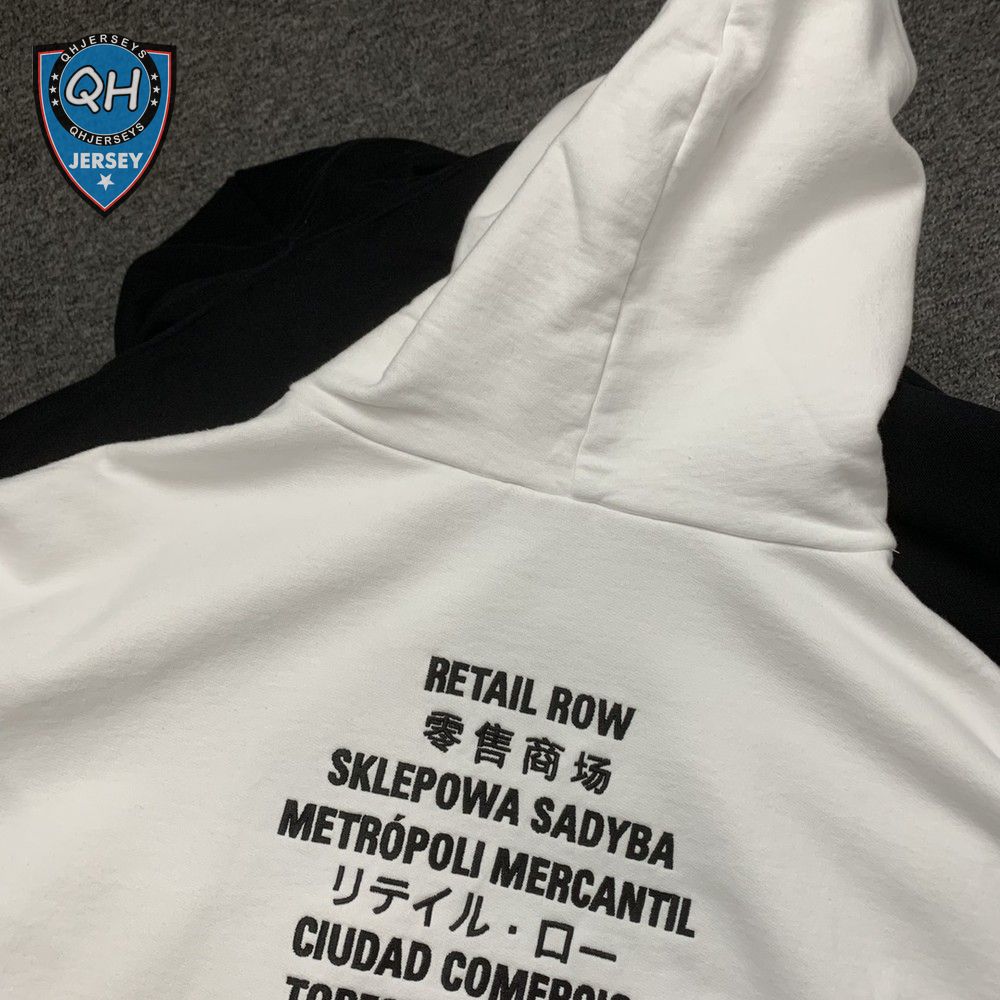 QHJERSEYS
QH
QHJERSEYS
JERSEY
RETAIL ROW
零售商场
SKLEPOWA SADYBA
METRÓPOLI MERCANTIL
リテイル・ロー
CIUDAD